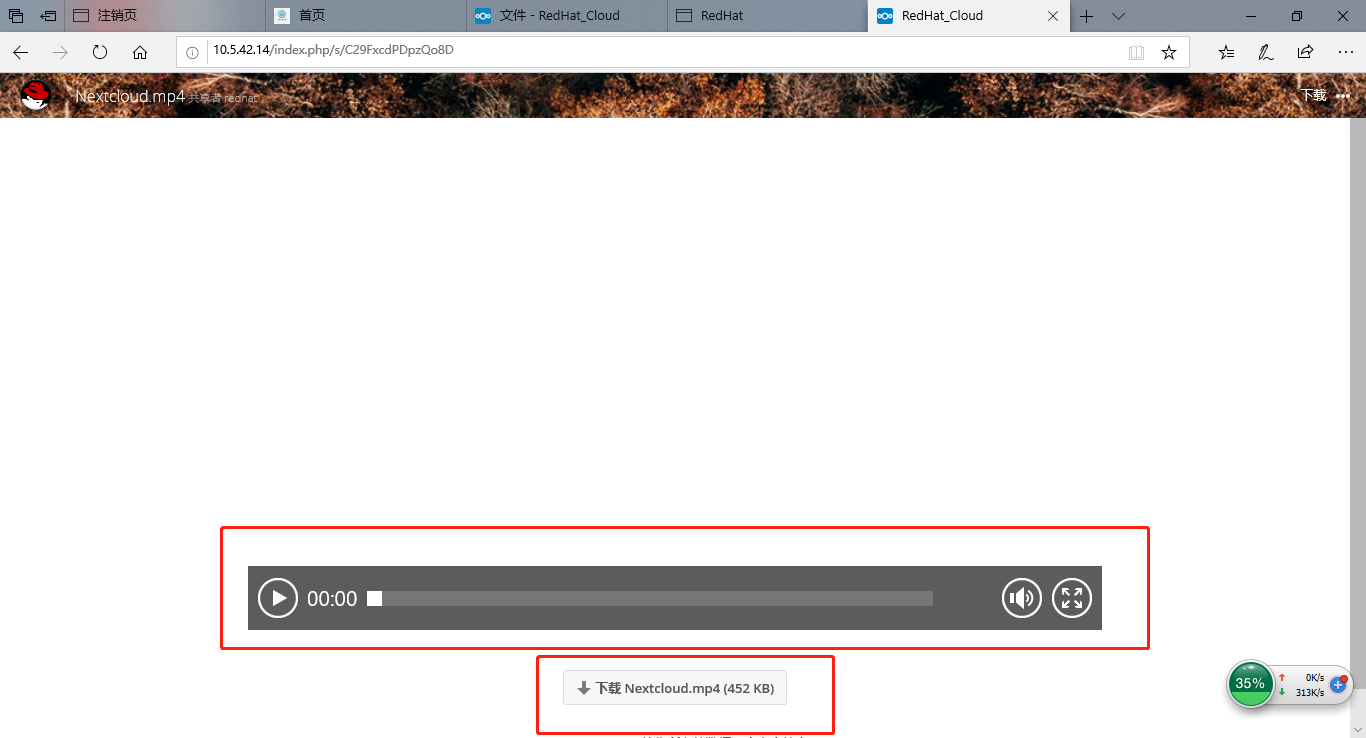 注销页
首页
文件 - RedHat_Cloud
RedHat
RedHat_Cloud
10.5.42.14/index.php/s/C29FxcdPDpzQo8D
Nextcloud.mp4 共享者 redhat
下载
00:00
下载 Nextcloud.mp4 (452 KB)
35%
0K/s
313K/s